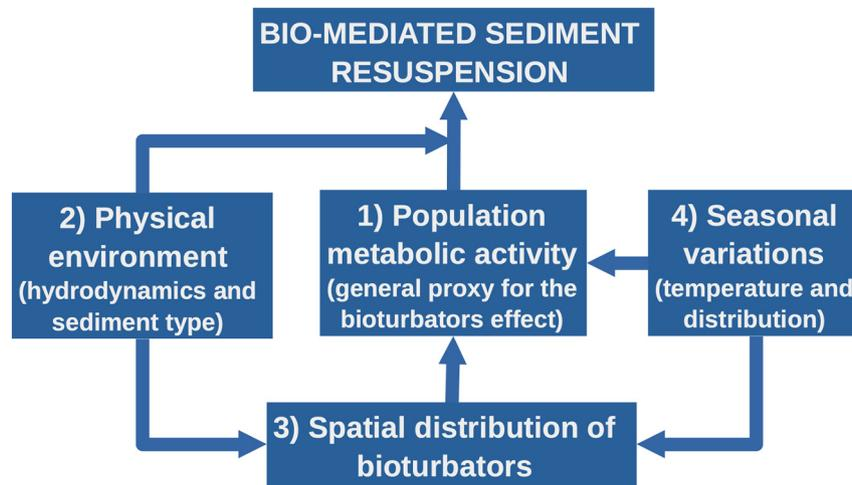 BIO-MEDIATED SEDIMENT
RESUSPENSION
2) Physical
environment
(hydrodynamics and
sediment type)
1) Population
metabolic activity
(general proxy for the
bioturbators effect)
4) Seasonal
variations
(temperature and
distribution)
3) Spatial distribution of
bioturbators